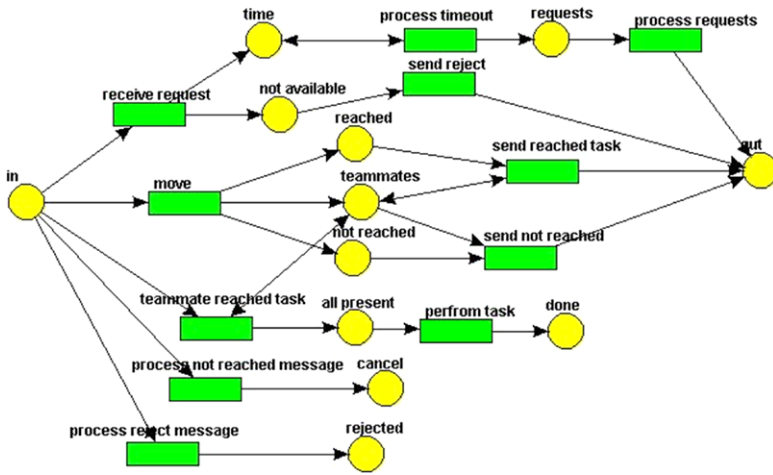 time
process timeout
requests
process requests
send reject
receive request
not available
reached
send reached task
out
in
move
teammates
not reached
send not reached
teammate reached task
all present
perfrom task
done
process not reached message
cancel
process reject message
rejected